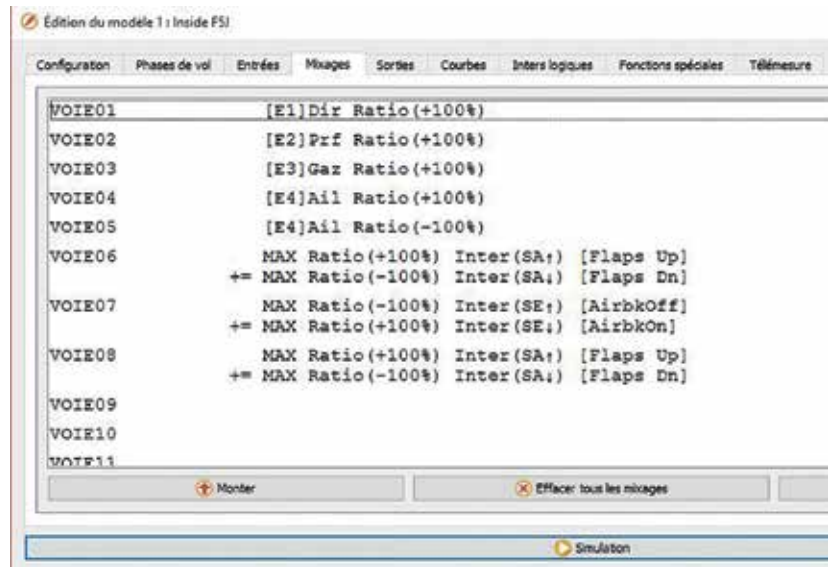 Édition du modèle 1 : Inside F5J
Configuration Phases de vol Entrées Mixages Sorties Courbes Inters logiques Fonctions spéciales Télémesure
VOIE01 [E1]Dir Ratio(+100%)
VOIE02 [E2]Prf Ratio(+100%)
VOIE03 [E3]Gaz Ratio(+100%)
VOIE04 [E4]Ail Ratio(+100%)
VOIE05 [E4]Ail Ratio(-100%)
VOIE06 MAX Ratio(+100%) Inter(SA↑) [Flaps Up]
+= MAX Ratio(-100%) Inter(SA↓) [Flaps Dn]
VOIE07 MAX Ratio(-100%) Inter(SE↑) [AirbkOff]
+= MAX Ratio(+100%) Inter(SE↓) [AirbkOn]
VOIE08 MAX Ratio(+100%) Inter(SA↑) [Flaps Up]
+= MAX Ratio(-100%) Inter(SA↓) [Flaps Dn]
VOIE09
VOIE10
VOIE11
Monter Effacer tous les mixages
Simulation